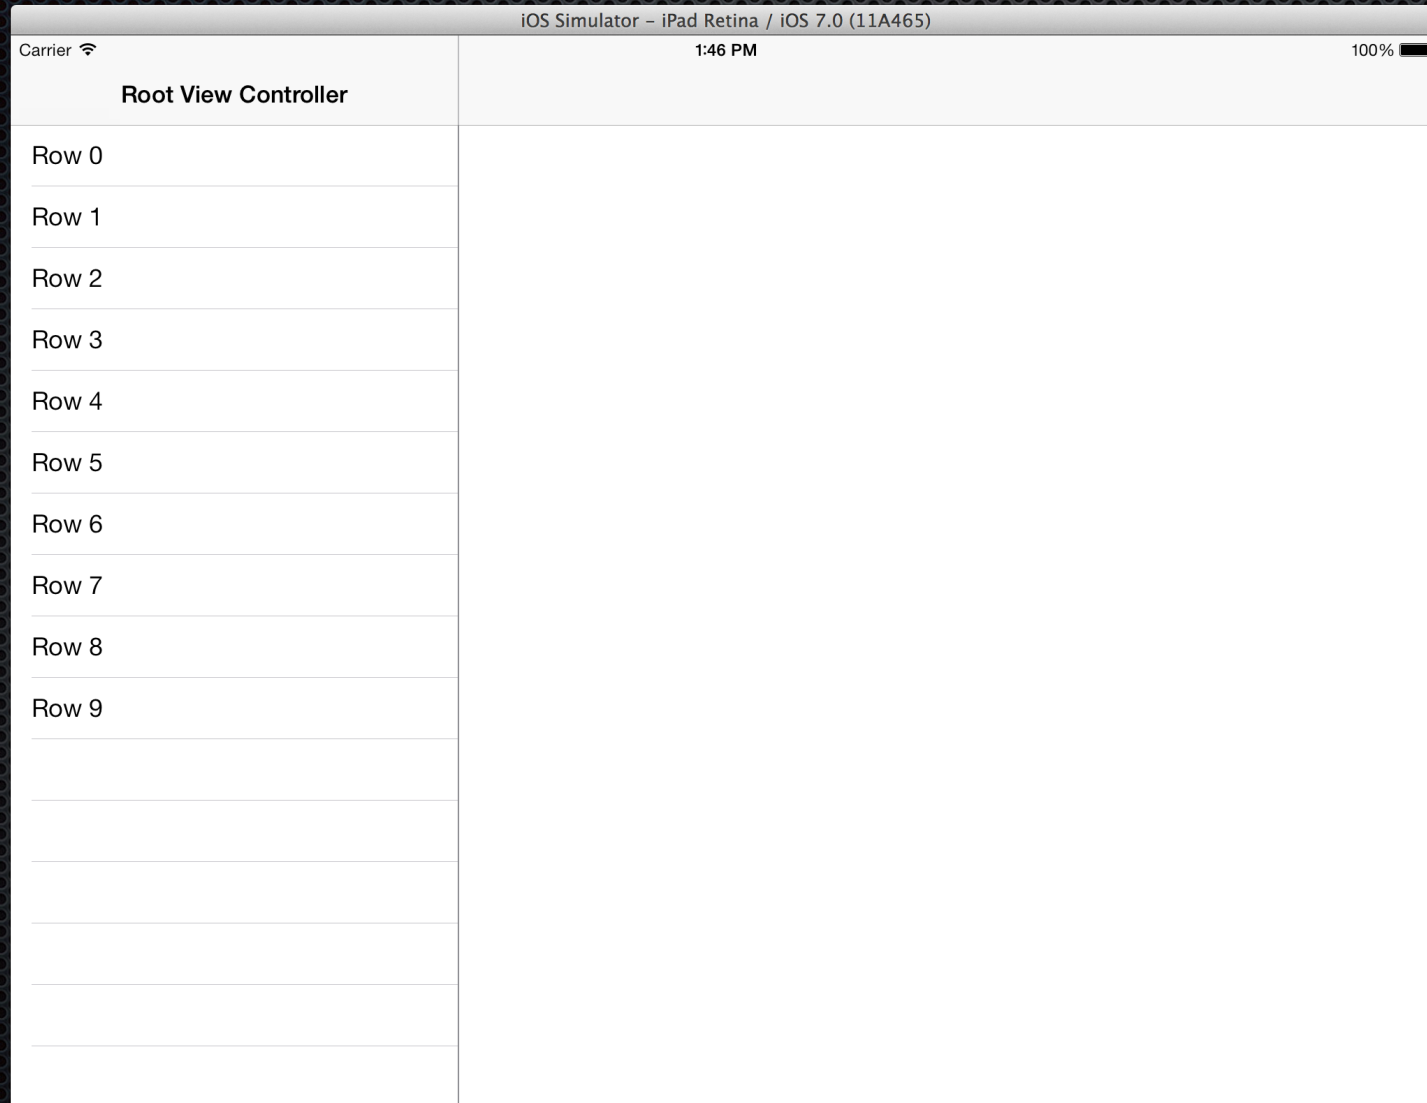 iOS Simulator – iPad Retina / iOS 7.0 (11A465)
Carrier 1:46 PM 100%
Root View Controller
Row 0
Row 1
Row 2
Row 3
Row 4
Row 5
Row 6
Row 7
Row 8
Row 9